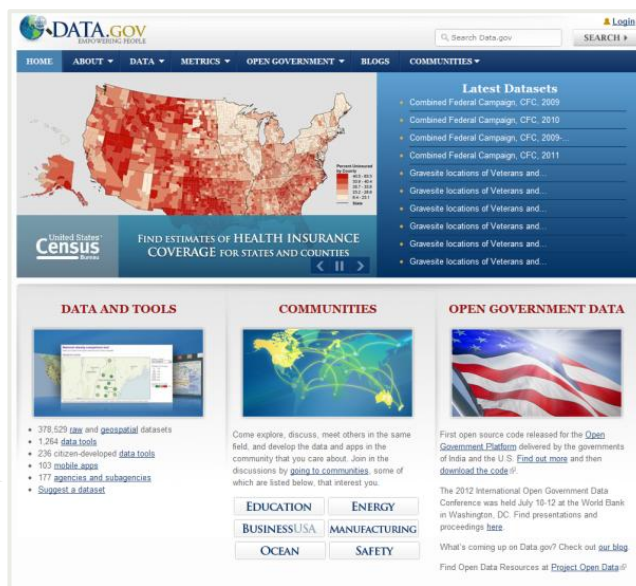 DATA.GOV
EMPOWERING PEOPLE
Login
Search Data.gov
SEARCH
HOME
ABOUT
DATA
METRICS
OPEN GOVERNMENT
BLOGS
COMMUNITIES
Latest Datasets
Combined Federal Campaign, CFC, 2009
Combined Federal Campaign, CFC, 2010
Combined Federal Campaign, CFC, 2009-...
Combined Federal Campaign, CFC, 2011
Gravesite locations of Veterans and...
Gravesite locations of Veterans and...
Gravesite locations of Veterans and...
Gravesite locations of Veterans and...
Gravesite locations of Veterans and...
Gravesite locations of Veterans and...
Percent Uninsured
by County
State
United States
Census
Bureau
FIND ESTIMATES OF HEALTH INSURANCE
COVERAGE FOR STATES AND COUNTIES
DATA AND TOOLS
378,529 raw and geospatial datasets
1,264 data tools
236 citizen-developed data tools
103 mobile apps
177 agencies and subagencies
Suggest a dataset
COMMUNITIES
Come explore, discuss, meet others in the same
field, and develop the data and apps in the
community that you care about. Join in the
discussions by going to communities, some of
which are listed below, that interest you.
EDUCATION
ENERGY
BUSINESSUSA
MANUFACTURING
OCEAN
SAFETY
OPEN GOVERNMENT DATA
First open source code released for the Open
Government Platform delivered by the governments
of India and the U.S. Find out more and then
download the code
The 2012 International Open Government Data
Conference was held July 10-12 at the World Bank
in Washington, DC. Find presentations and
proceedings here.
What's coming up on Data.gov? Check out our blog.
Find Open Data Resources at Project Open Data